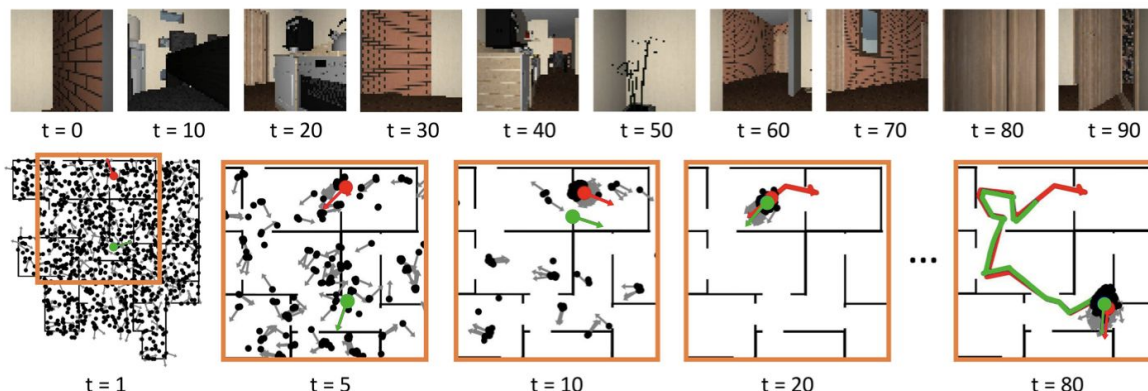 t = 0 t = 10 t = 20 t = 30 t = 40 t = 50 t = 60 t = 70 t = 80 t = 90
...
t = 1 t = 5 t = 10 t = 20 t = 80